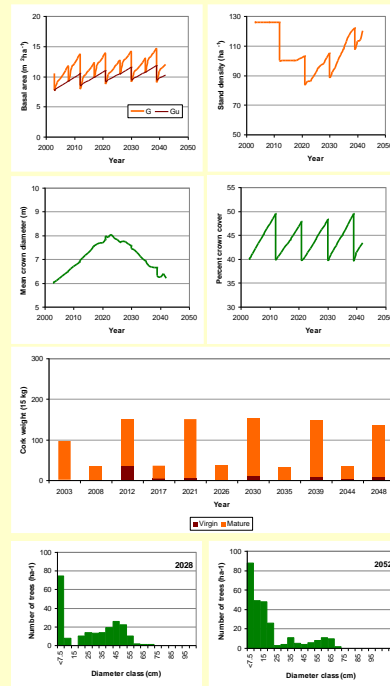 Basal area (m² ha⁻¹)
15
10
5
0
G Gu
2000 2010 2020 2030 2040 2050
Year
Stand density (ha⁻¹)
130
110
90
70
50
2000 2010 2020 2030 2040 2050
Year
Mean crown diameter (m)
10
9
8
7
6
5
2000 2010 2020 2030 2040 2050
Year
Percent crown cover
55
50
45
40
35
30
2000 2010 2020 2030 2040 2050
Year
Cork weight (15 kg)
300
200
100
0
2003 2008 2012 2017 2021 2026 2030 2035 2039 2044 2048
Year
Virgin Mature
Number of trees (ha-1)
2028
100
80
60
40
20
0
<7.5 15 25 35 45 55 65 75 85 95
Diameter class (cm)
Number of trees (ha-1)
2052
100
80
60
40
20
0
<7.5 15 25 35 45 55 65 75 85 95
Diameter class (cm)